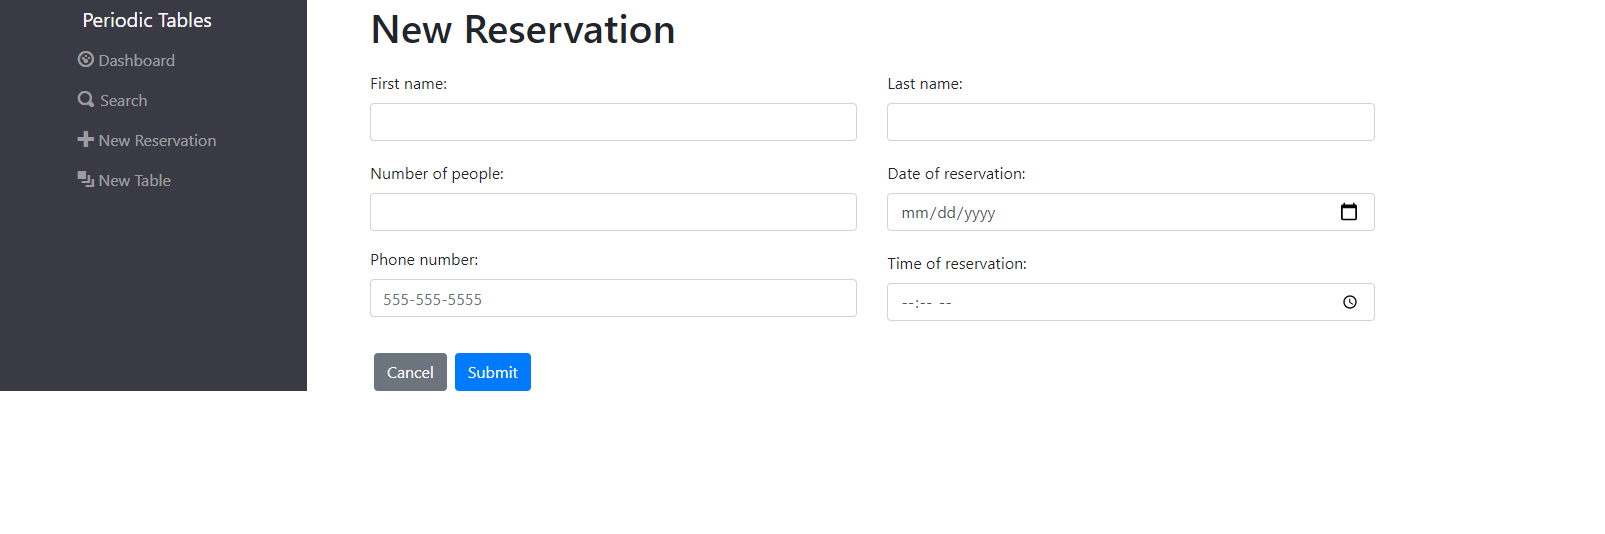 Periodic Tables
Dashboard
Search
New Reservation
New Table
New Reservation
First name:
Last name:
Number of people:
Date of reservation:
mm/dd/yyyy
Phone number:
555-555-5555
Time of reservation:
--:-- --
Cancel
Submit